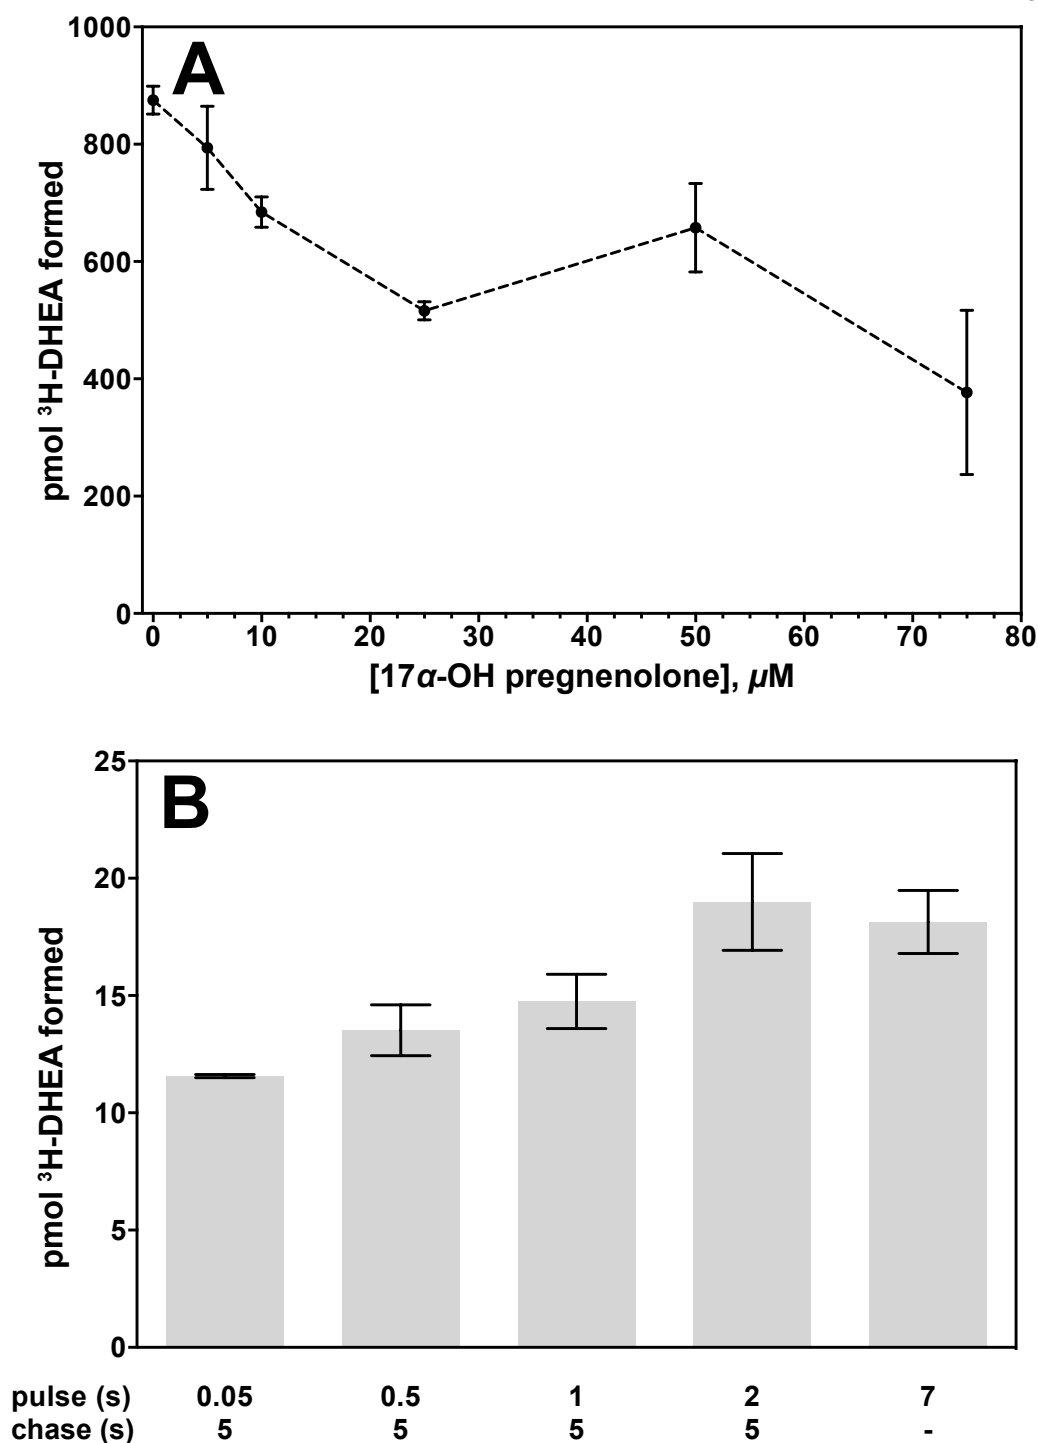 1000
A
800
600
400
200
0
pmol ³H-DHEA formed
0 10 20 30 40 50 60 70 80
[17α-OH pregnenolone], μM
25
B
20
15
10
5
0
pmol ³H-DHEA formed
pulse (s) 0.05 0.5 1 2 7
chase (s) 5 5 5 5 -